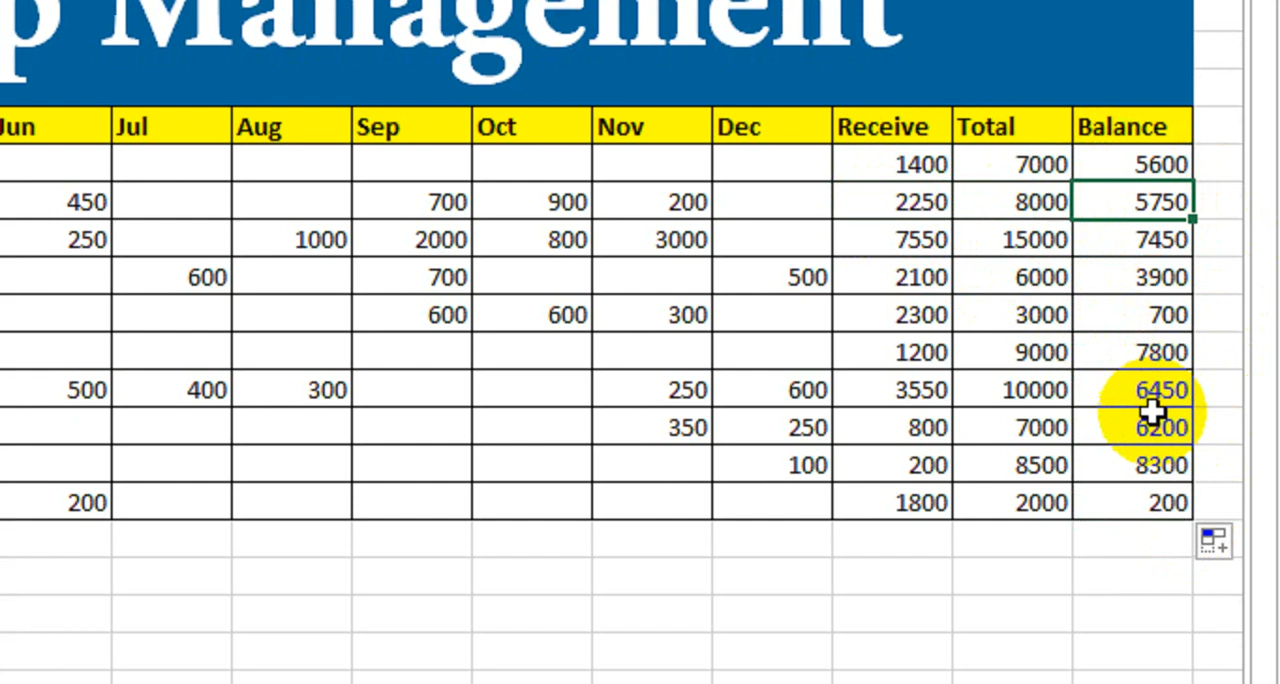 p Management
Jun Jul Aug Sep Oct Nov Dec Receive Total Balance
1400 7000 5600
450 700 900 200 2250 8000 5750
250 1000 2000 800 3000 7550 15000 7450
600 700 500 2100 6000 3900
600 600 300 2300 3000 700
1200 9000 7800
500 400 300 250 600 3550 10000 6450
350 250 800 7000 6200
100 200 8500 8300
200 1800 2000 200